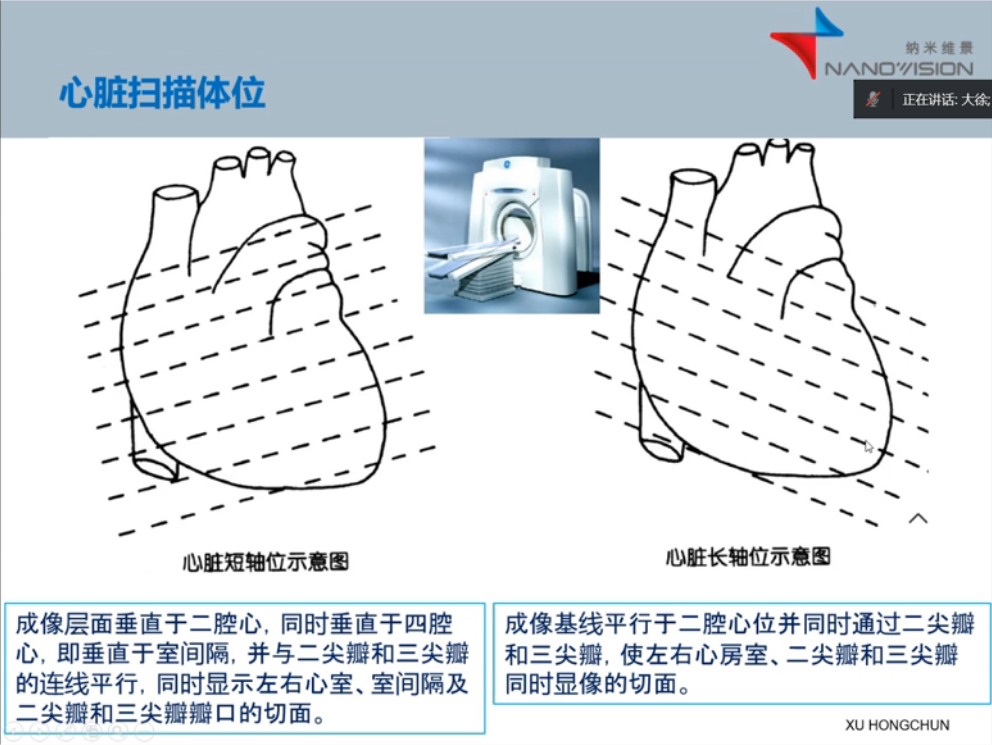 纳米维景
NANOVISION
正在讲话: 大徐;
心脏扫描体位
心脏短轴位示意图
心脏长轴位示意图
成像层面垂直于二腔心, 同时垂直于四腔
心, 即垂直于室间隔, 并与二尖瓣和三尖瓣
的连线平行, 同时显示左右心室、室间隔及
二尖瓣和三尖瓣瓣口的切面。
成像基线平行于二腔心位并同时通过二尖瓣
和三尖瓣, 使左右心房室、二尖瓣和三尖瓣
同时显像的切面。
XU HONGCHUN